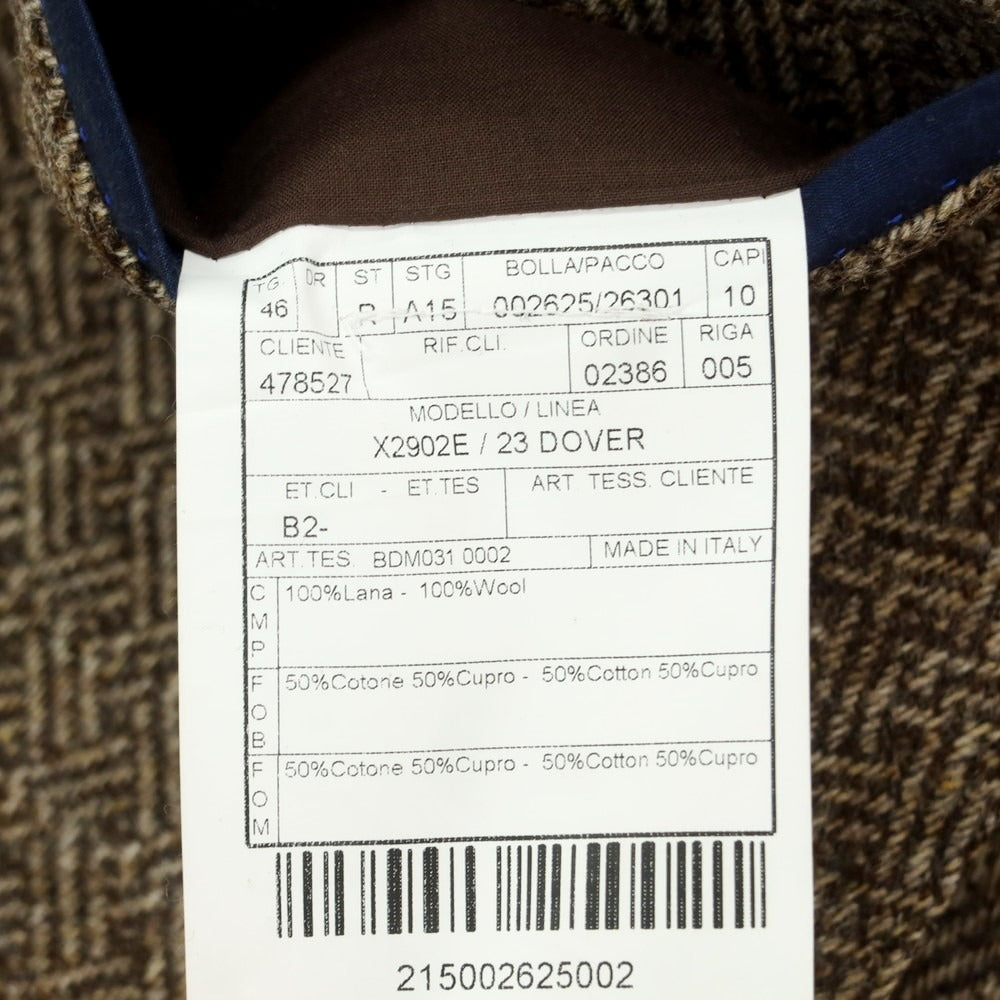 TG DR ST STG BOLLA/PACCO CAPI
46 R A15 002625/26301 10
CLIENTE RIF.CLI. ORDINE RIGA
478527 02386 005
MODELLO / LINEA
X2902E / 23 DOVER
ET.CLI - ET.TES ART. TESS. CLIENTE
B2-
ART.TES. BDM031 0002 MADE IN ITALY
CMP 100%Lana - 100%Wool
FOB 50%Cotone 50%Cupro - 50%Cotton 50%Cupro
FOM 50%Cotone 50%Cupro - 50%Cotton 50%Cupro
215002625002